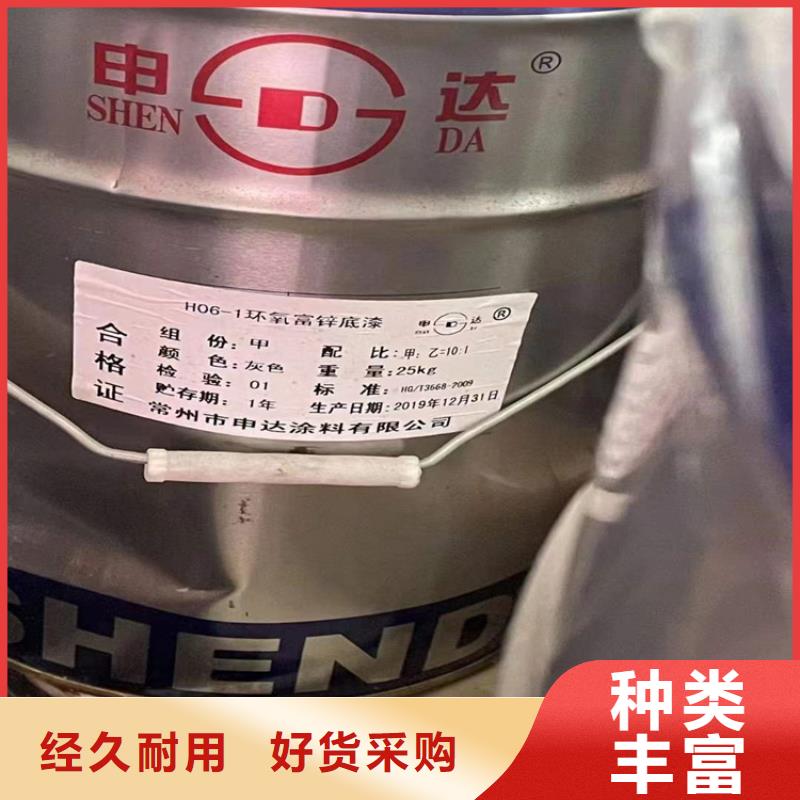 申 D 达 ®
SHEN DA
H06-1环氧富锌底漆 申 D 达 ®
合格证
组 份:甲 配 比:甲:乙=10:1
颜 色:灰色 重 量:25kg
检 验:01 标 准:HG/T3668-2009
贮存期:1年 生产日期:2019年12月31日
常州市申达涂料有限公司
SHEND
经久耐用 好货采购
种类
丰富